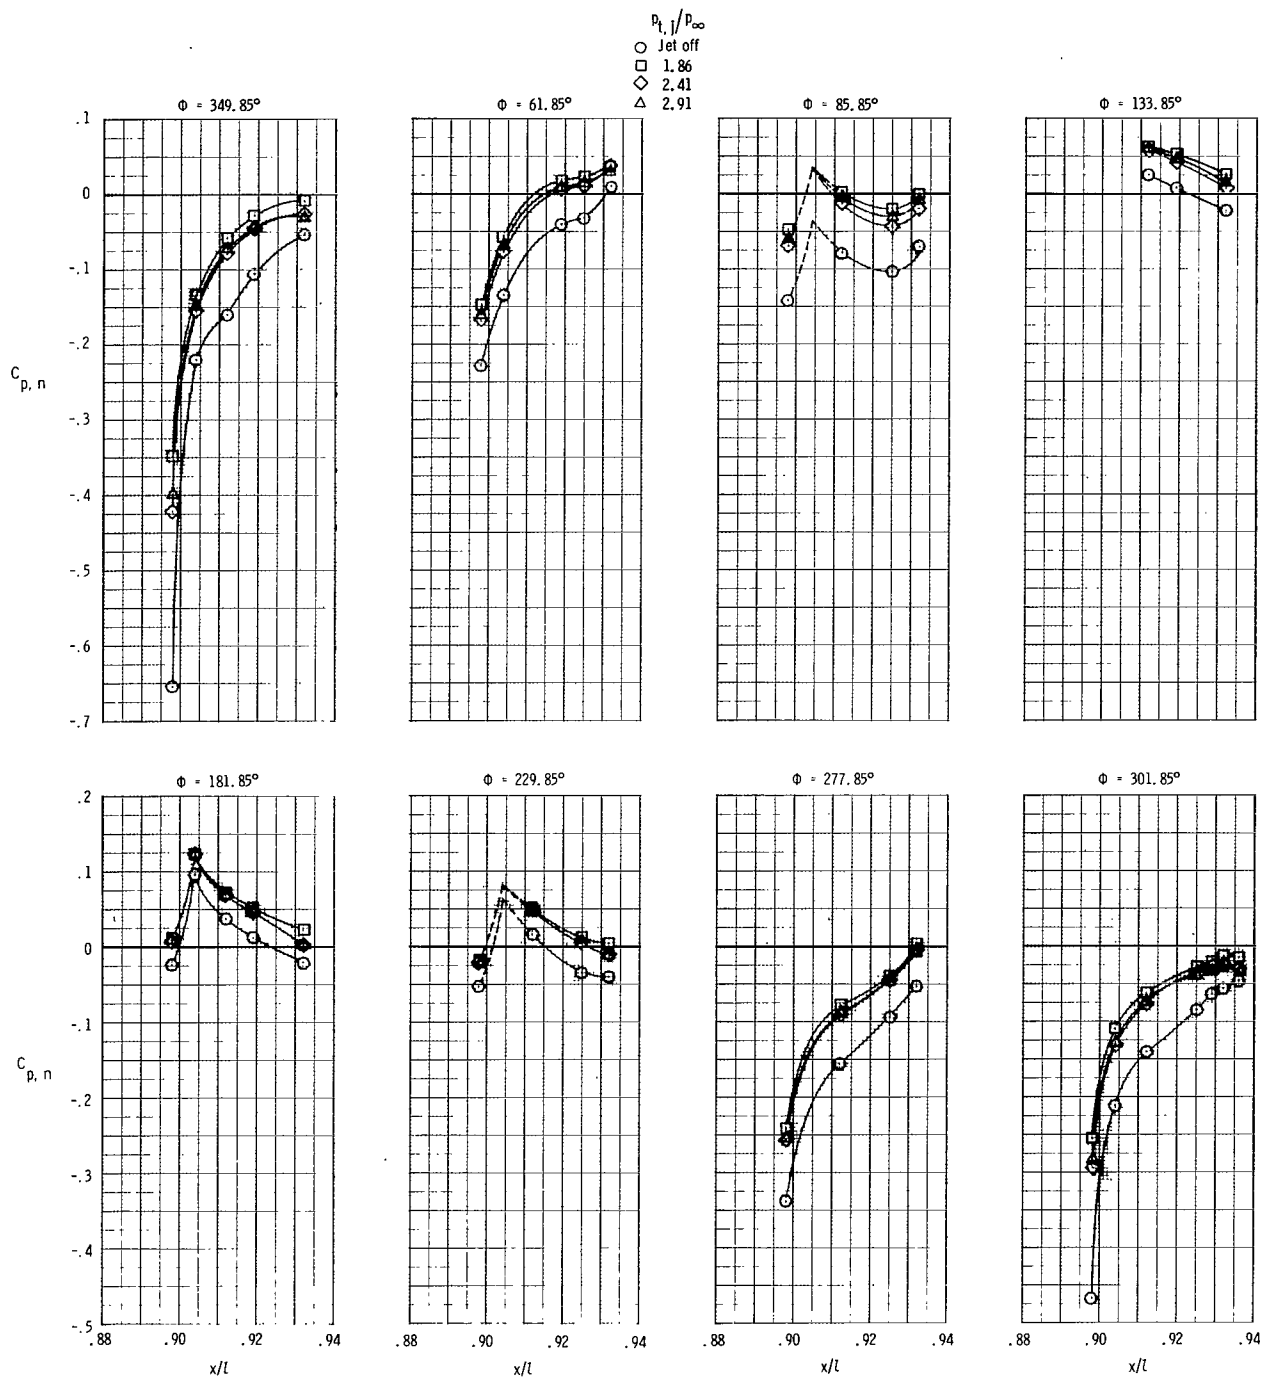 p_{t,j}/p_∞
○ Jet off
□ 1.86
◇ 2.41
△ 2.91
Φ = 349.85°
Φ = 61.85°
Φ = 85.85°
Φ = 133.85°
.1
0
-.1
-.2
C_{p,n}
-.3
-.4
-.5
-.6
-.7
Φ = 181.85°
Φ = 229.85°
Φ = 277.85°
Φ = 301.85°
.2
.1
0
-.1
C_{p,n}
-.2
-.3
-.4
-.5
.88 .90 .92 .94 .90 .92 .94 .88 .90 .92 .94 .88 .90 .92 .94
x/l x/l x/l x/l